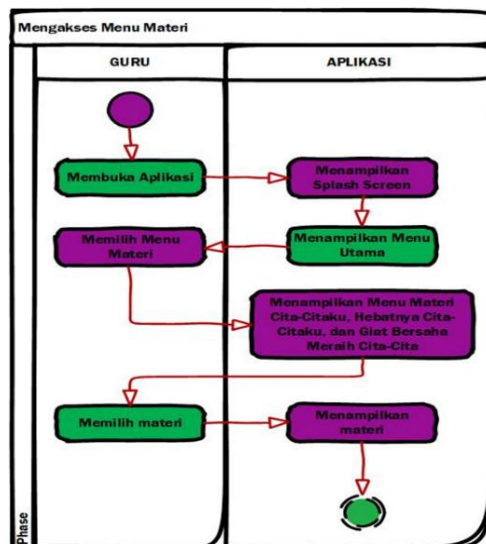 Mengakses Menu Materi
GURU
APLIKASI
Membuka Aplikasi
Menampilkan
Splash Screen
Memilih Menu
Materi
Menampilkan Menu
Utama
Menampilkan Menu Materi
Cita-Citaku, Hebatnya Cita-
Citaku, dan Giat Bersaha
Meraih Cita-Cita
Memilih materi
Menampilkan
materi
Phase